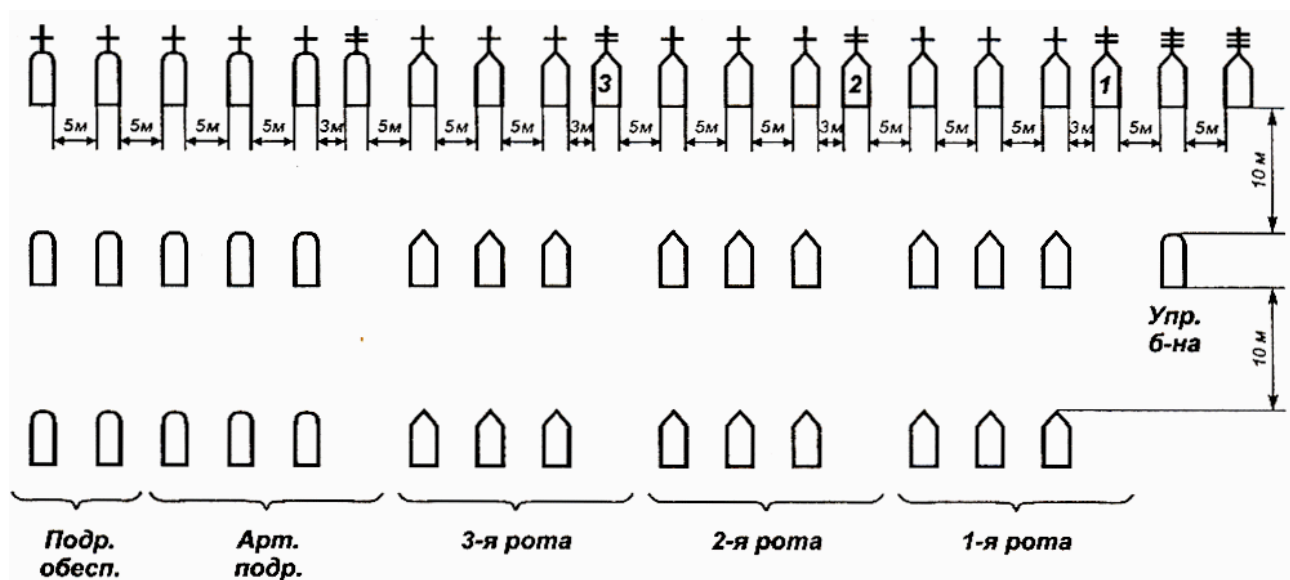 3 2 1
5м 5м 5м 5м 3м 5м 5м 5м 3м 5м 5м 5м 3м 5м 5м 5м 3м 5м 5м
10 м
Упр.
б-на
10 м
Подр.
обесп.
Арт.
подр.
3-я рота
2-я рота
1-я рота